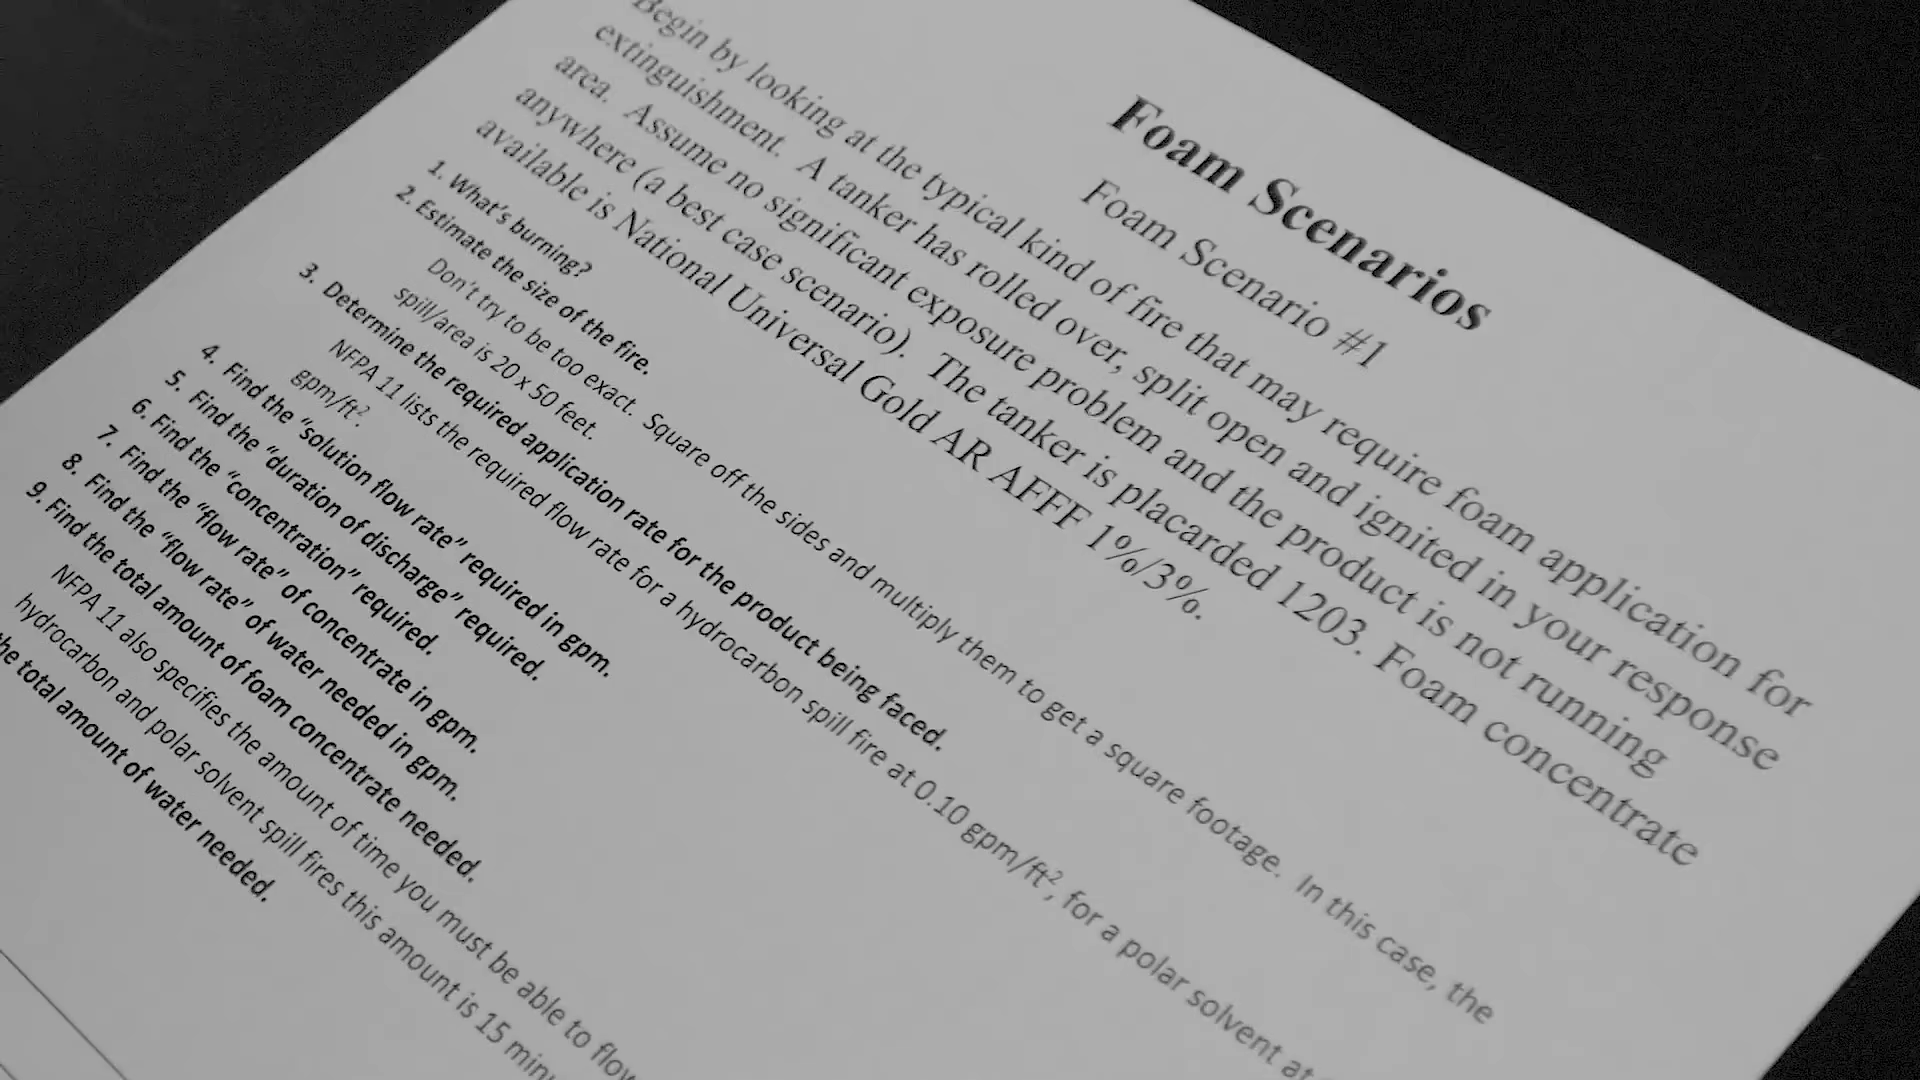 Foam Scenarios
Foam Scenario #1
Begin by looking at the typical kind of fire that may require foam application for
extinguishment. A tanker has rolled over, split open and ignited in your response
area. Assume no significant exposure problem and the product is not running
anywhere (a best case scenario). The tanker is placarded 1203. Foam concentrate
available is National Universal Gold AR AFFF 1%/3%.
1. What's burning?
2. Estimate the size of the fire.
Don't try to be too exact. Square off the sides and multiply them to get a square footage. In this case, the
spill/area is 20 x 50 feet.
3. Determine the required application rate for the product being faced.
NFPA 11 lists the required flow rate for a hydrocarbon spill fire at 0.10 gpm/ft², for a polar solvent at
gpm/ft².
4. Find the "solution flow rate" required in gpm.
5. Find the "duration of discharge" required.
6. Find the "concentration" required.
7. Find the "flow rate" of concentrate in gpm.
8. Find the "flow rate" of water needed in gpm.
9. Find the total amount of foam concentrate needed.
NFPA 11 also specifies the amount of time you must be able to flow
hydrocarbon and polar solvent spill fires this amount is 15
the total amount of water needed.